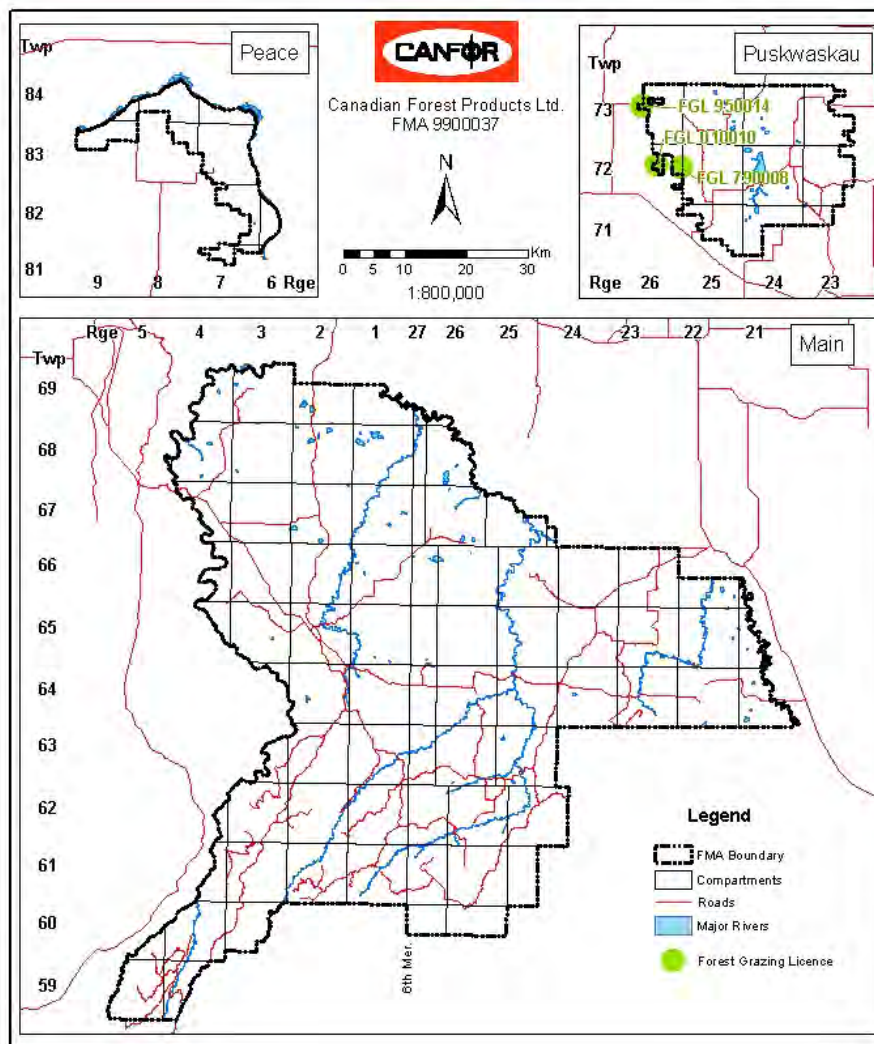 Twp
Peace
84
83
82
81
9 8 7 6 Rge
CANFOR
Canadian Forest Products Ltd.
FMA 9900037
N
Km
0 5 10 20 30
1:800,000
Twp
Puskwaskau
73
FGL 950014
FGL 010010
72
FGL 790008
71
Rge 26 25 24 23
Rge 5 4 3 2 1 27 26 25 24 23 22 21
Main
Twp
69
68
67
66
65
64
63
62
61
60
59
6th Mer.
Legend
FMA Boundary
Compartments
Roads
Major Rivers
Forest Grazing Licence